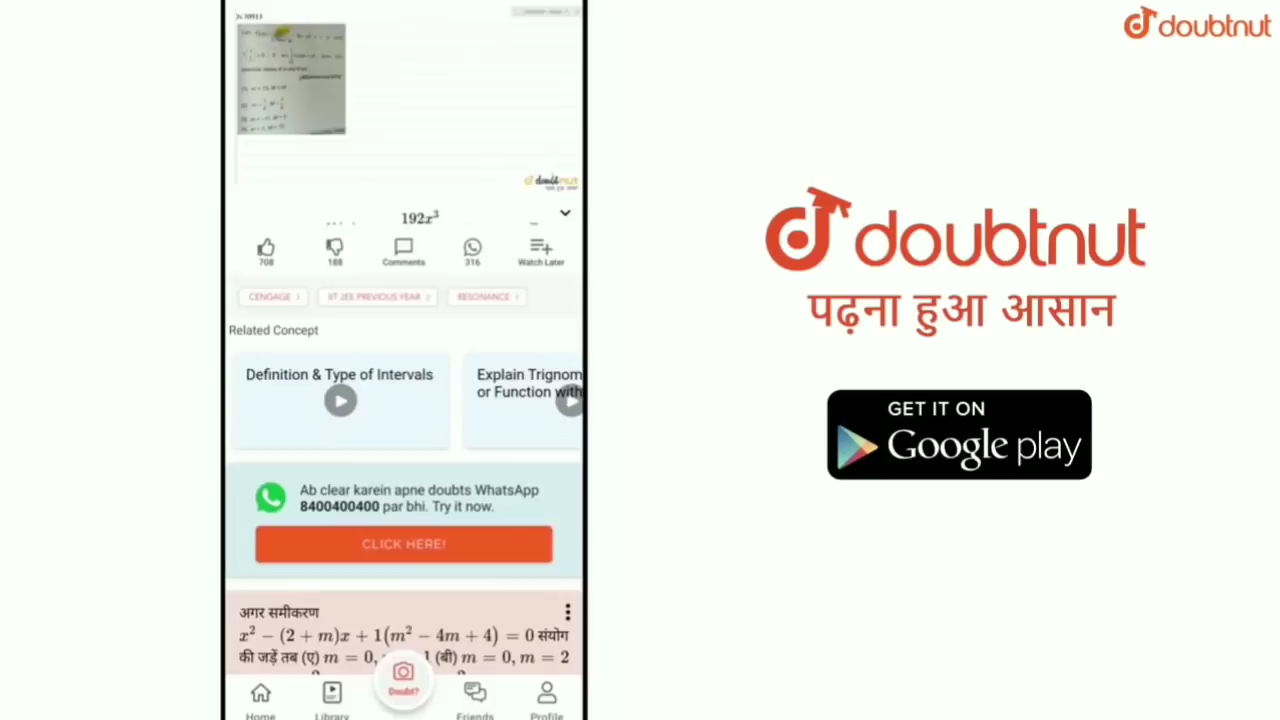 doubtnut
doubtnut
192x³
708
188
Comments
316
Watch Later
CENGAGE
IIT JEE PREVIOUS YEAR
RESONANCE
Related Concept
Definition & Type of Intervals
Explain Trignom
or Function with
Ab clear karein apne doubts WhatsApp
8400400400 par bhi. Try it now.
CLICK HERE!
अगर समीकरण
x² − (2 + m)x + 1(m² − 4m + 4) = 0 संयोग
की जड़ें तब (ए) m = 0, 1 (बी) m = 0, m = 2
Doubt?
Home
Library
Friends
Profile
doubtnut
पढ़ना हुआ आसान
GET IT ON
Google play